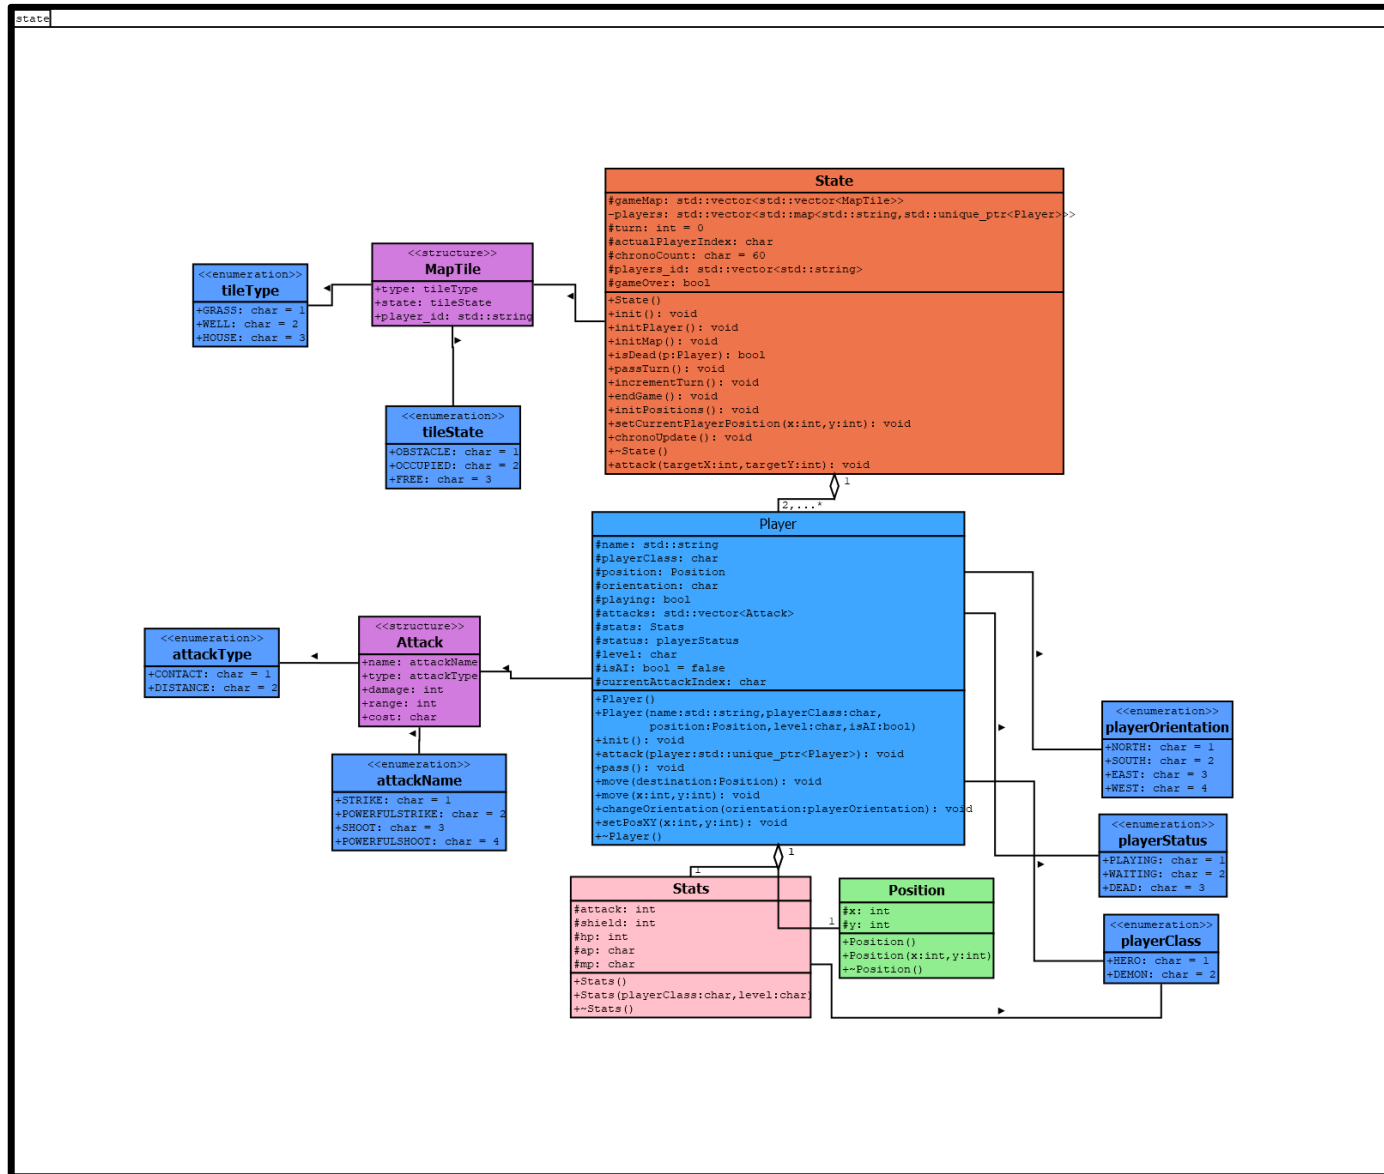 state
State
#gameMap: std::vector<std::vector<MapTile>>
-players: std::vector<std::map<std::string,std::unique_ptr<Player>>>
#turn: int = 0
#actualPlayerIndex: char
#chronoCount: char = 60
#players_id: std::vector<std::string>
#gameOver: bool
+State()
+init(): void
+initPlayer(): void
+initMap(): void
+isDead(p:Player): bool
+passTurn(): void
+incrementTurn(): void
+endGame(): void
+initPositions(): void
+setCurrentPlayerPosition(x:int,y:int): void
+chronoUpdate(): void
+~State()
+attack(targetX:int,targetY:int): void
<<structure>>
MapTile
+type: tileType
+state: tileState
+player_id: std::string
<<enumeration>>
tileType
+GRASS: char = 1
+WELL: char = 2
+HOUSE: char = 3
<<enumeration>>
tileState
+OBSTACLE: char = 1
+OCCUPIED: char = 2
+FREE: char = 3
1
2,...*
Player
#name: std::string
#playerClass: char
#position: Position
#orientation: char
#playing: bool
#attacks: std::vector<Attack>
#stats: Stats
#status: playerStatus
#level: char
#isAI: bool = false
#currentAttackIndex: char
+Player()
+Player(name:std::string,playerClass:char,
position:Position,level:char,isAI:bool)
+init(): void
+attack(player:std::unique_ptr<Player>): void
+pass(): void
+move(destination:Position): void
+move(x:int,y:int): void
+changeOrientation(orientation:playerOrientation): void
+setPosXY(x:int,y:int): void
+~Player()
<<structure>>
Attack
+name: attackName
+type: attackType
+damage: int
+range: int
+cost: char
<<enumeration>>
attackType
+CONTACT: char = 1
+DISTANCE: char = 2
<<enumeration>>
attackName
+STRIKE: char = 1
+POWERFULSTRIKE: char = 2
+SHOOT: char = 3
+POWERFULSHOOT: char = 4
<<enumeration>>
playerOrientation
+NORTH: char = 1
+SOUTH: char = 2
+EAST: char = 3
+WEST: char = 4
<<enumeration>>
playerStatus
+PLAYING: char = 1
+WAITING: char = 2
+DEAD: char = 3
<<enumeration>>
playerClass
+HERO: char = 1
+DEMON: char = 2
1
1
1
Stats
#attack: int
#shield: int
#hp: int
#ap: char
#mp: char
+Stats()
+Stats(playerClass:char,level:char)
+~Stats()
Position
#x: int
#y: int
+Position()
+Position(x:int,y:int)
+~Position()